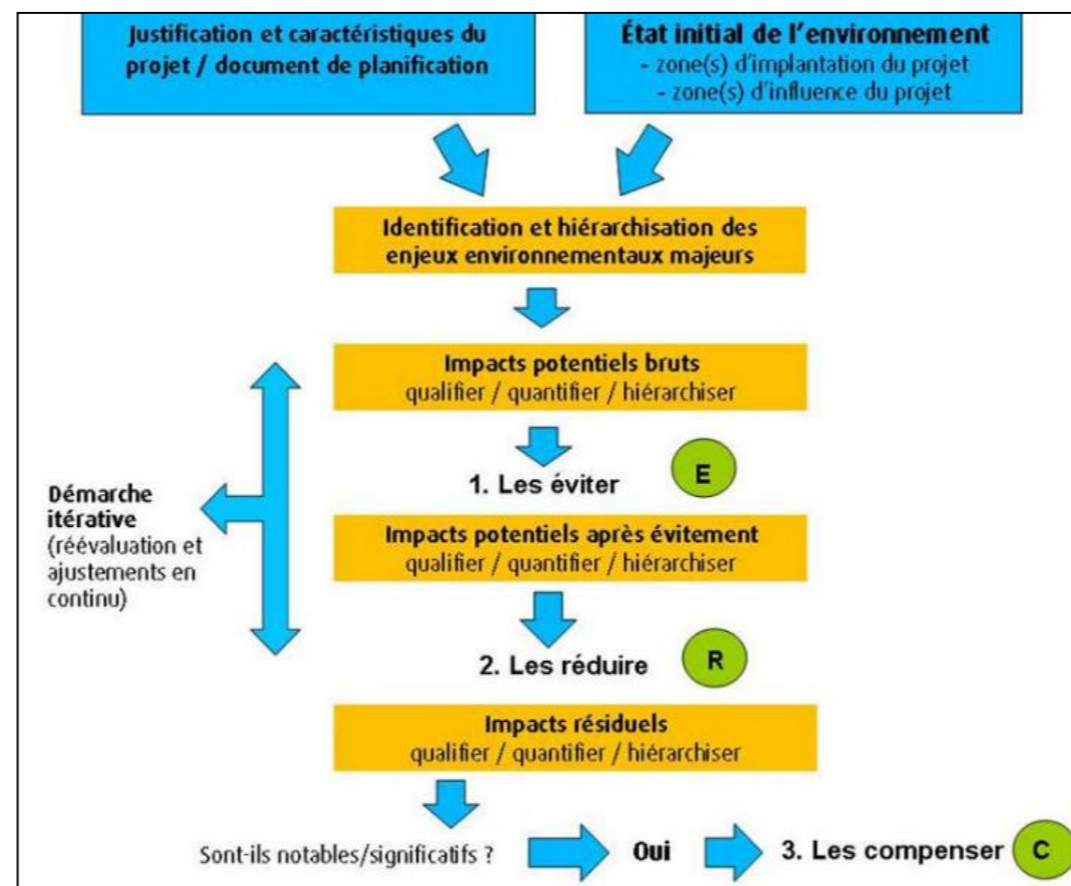 Justification et caractéristiques du
projet / document de planification
État initial de l'environnement
- zone(s) d'implantation du projet
- zone(s) d'influence du projet
Identification et hiérarchisation des
enjeux environnementaux majeurs
Impacts potentiels bruts
qualifier / quantifier / hiérarchiser
1. Les éviter
E
Démarche
itérative
(réévaluation et
ajustements en
continu)
Impacts potentiels après évitement
qualifier / quantifier / hiérarchiser
2. Les réduire
R
Impacts résiduels
qualifier / quantifier / hiérarchiser
Sont-ils notables/significatifs ?
Oui
3. Les compenser
C